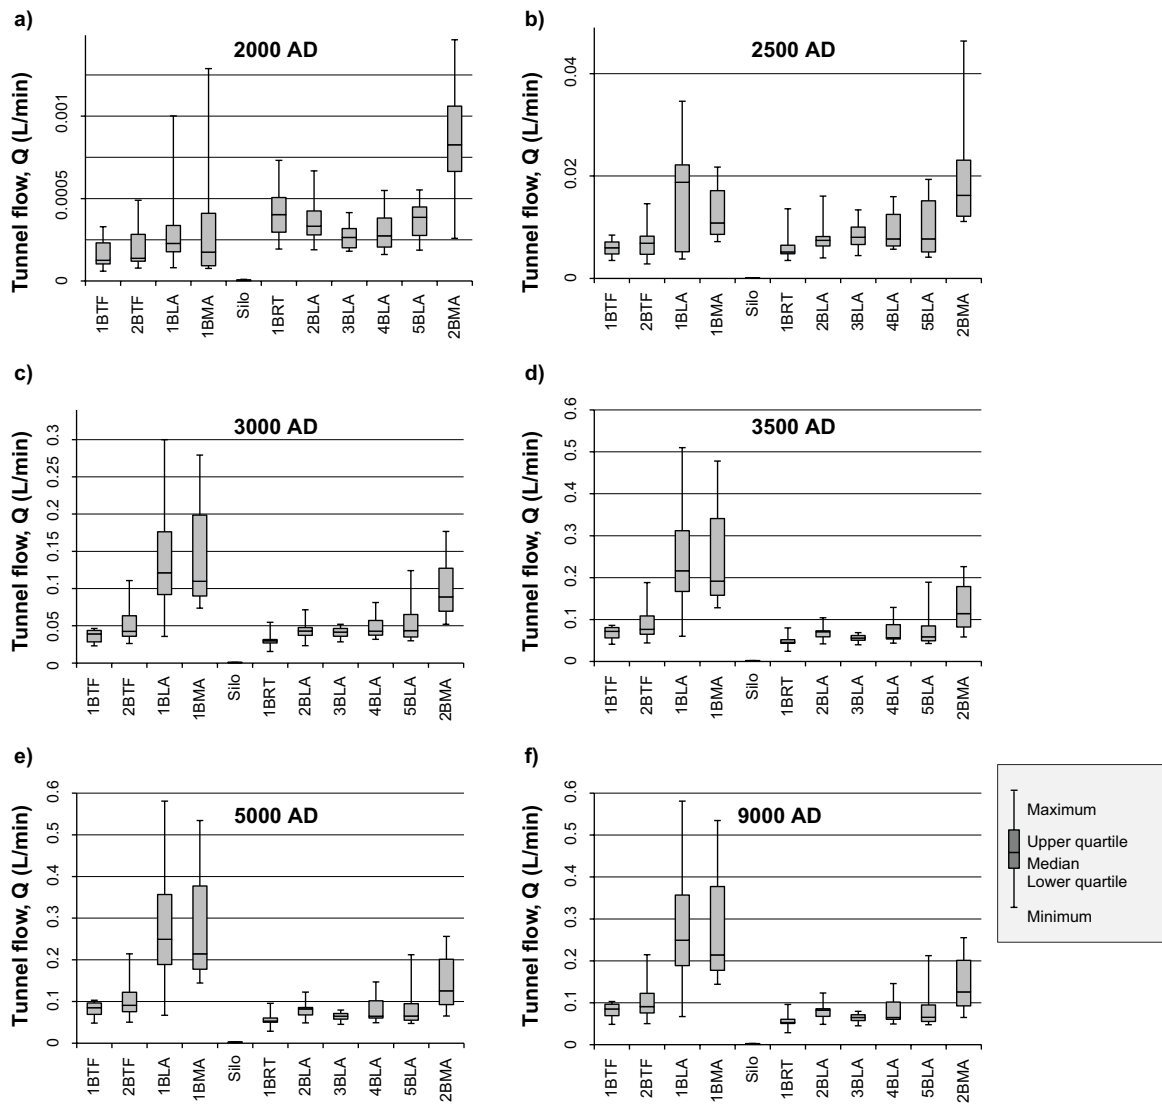 a)
2000 AD
Tunnel flow, Q (L/min)
0.001
0.0005
0
1BTF
2BTF
1BLA
1BMA
Silo
1BRT
2BLA
3BLA
4BLA
5BLA
2BMA
b)
2500 AD
Tunnel flow, Q (L/min)
0.04
0.02
0
1BTF
2BTF
1BLA
1BMA
Silo
1BRT
2BLA
3BLA
4BLA
5BLA
2BMA
c)
3000 AD
Tunnel flow, Q (L/min)
0.3
0.25
0.2
0.15
0.1
0.05
0
1BTF
2BTF
1BLA
1BMA
Silo
1BRT
2BLA
3BLA
4BLA
5BLA
2BMA
d)
3500 AD
Tunnel flow, Q (L/min)
0.6
0.5
0.4
0.3
0.2
0.1
0
1BTF
2BTF
1BLA
1BMA
Silo
1BRT
2BLA
3BLA
4BLA
5BLA
2BMA
e)
5000 AD
Tunnel flow, Q (L/min)
0.6
0.5
0.4
0.3
0.2
0.1
0
1BTF
2BTF
1BLA
1BMA
Silo
1BRT
2BLA
3BLA
4BLA
5BLA
2BMA
f)
9000 AD
Tunnel flow, Q (L/min)
0.6
0.5
0.4
0.3
0.2
0.1
0
1BTF
2BTF
1BLA
1BMA
Silo
1BRT
2BLA
3BLA
4BLA
5BLA
2BMA
Maximum
Upper quartile
Median
Lower quartile
Minimum